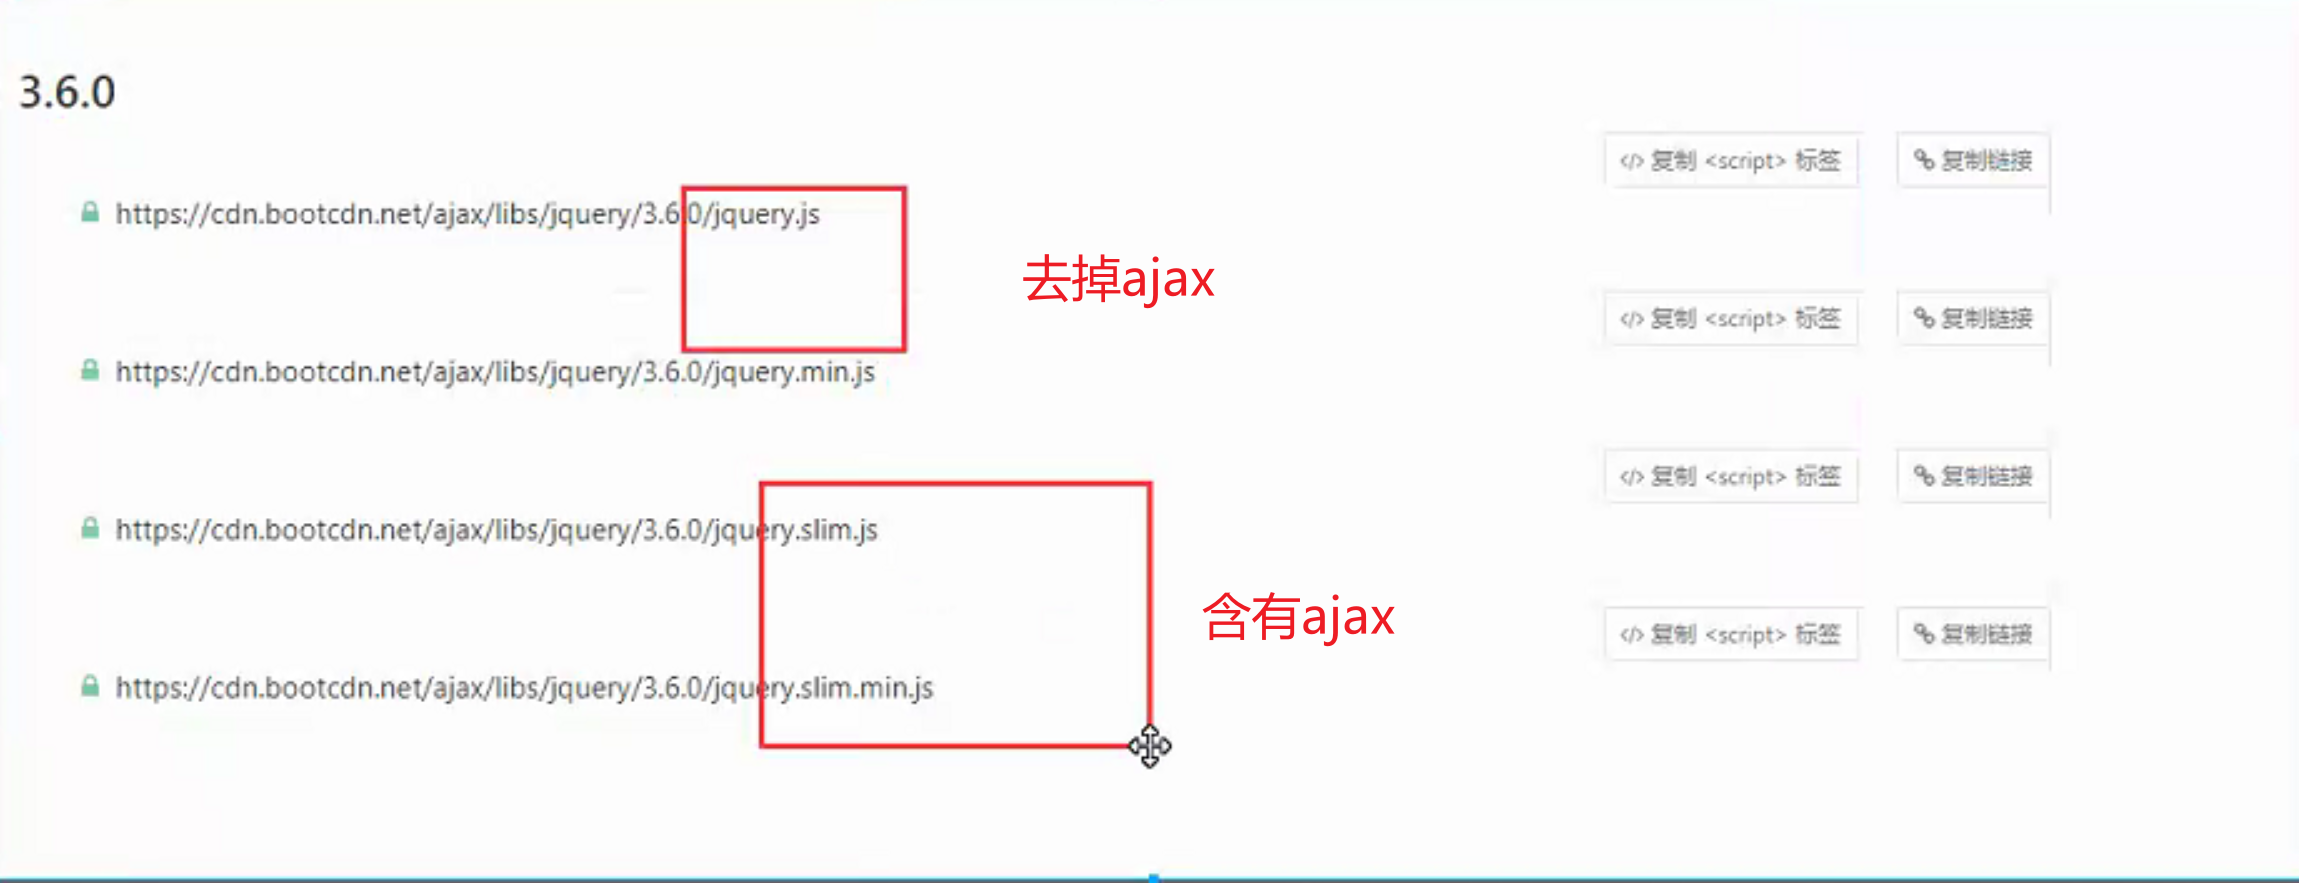 3.6.0
</> 复制 <script> 标签 复制链接
https://cdn.bootcdn.net/ajax/libs/jquery/3.6.0/jquery.js
去掉ajax
</> 复制 <script> 标签 复制链接
https://cdn.bootcdn.net/ajax/libs/jquery/3.6.0/jquery.min.js
</> 复制 <script> 标签 复制链接
https://cdn.bootcdn.net/ajax/libs/jquery/3.6.0/jquery.slim.js
含有ajax
</> 复制 <script> 标签 复制链接
https://cdn.bootcdn.net/ajax/libs/jquery/3.6.0/jquery.slim.min.js